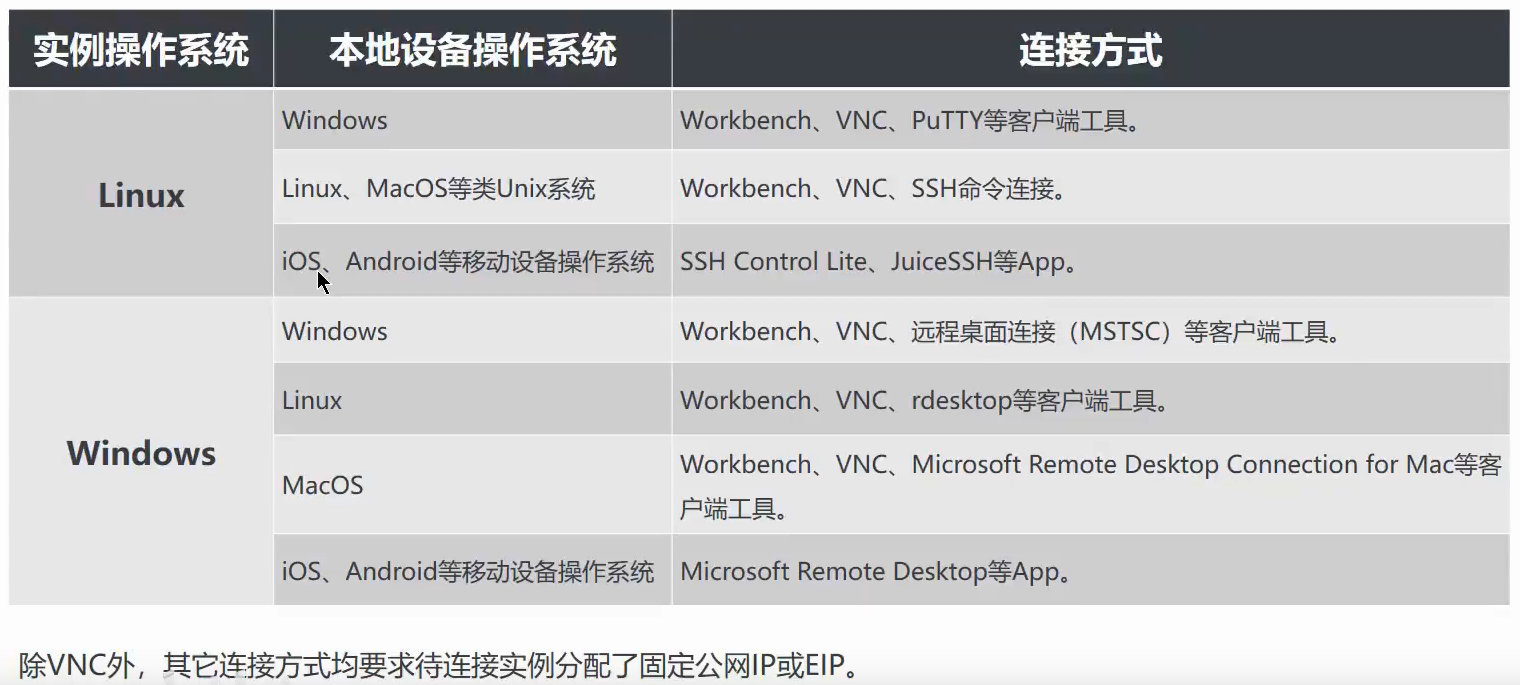 实例操作系统 本地设备操作系统 连接方式
Linux
Windows Workbench、VNC、PuTTY等客户端工具。
Linux、MacOS等类Unix系统 Workbench、VNC、SSH命令连接。
iOS、Android等移动设备操作系统 SSH Control Lite、JuiceSSH等App。
Windows
Windows Workbench、VNC、远程桌面连接（MSTSC）等客户端工具。
Linux Workbench、VNC、rdesktop等客户端工具。
MacOS Workbench、VNC、Microsoft Remote Desktop Connection for Mac等客
户端工具。
iOS、Android等移动设备操作系统 Microsoft Remote Desktop等App。
除VNC外，其它连接方式均要求待连接实例分配了固定公网IP或EIP。